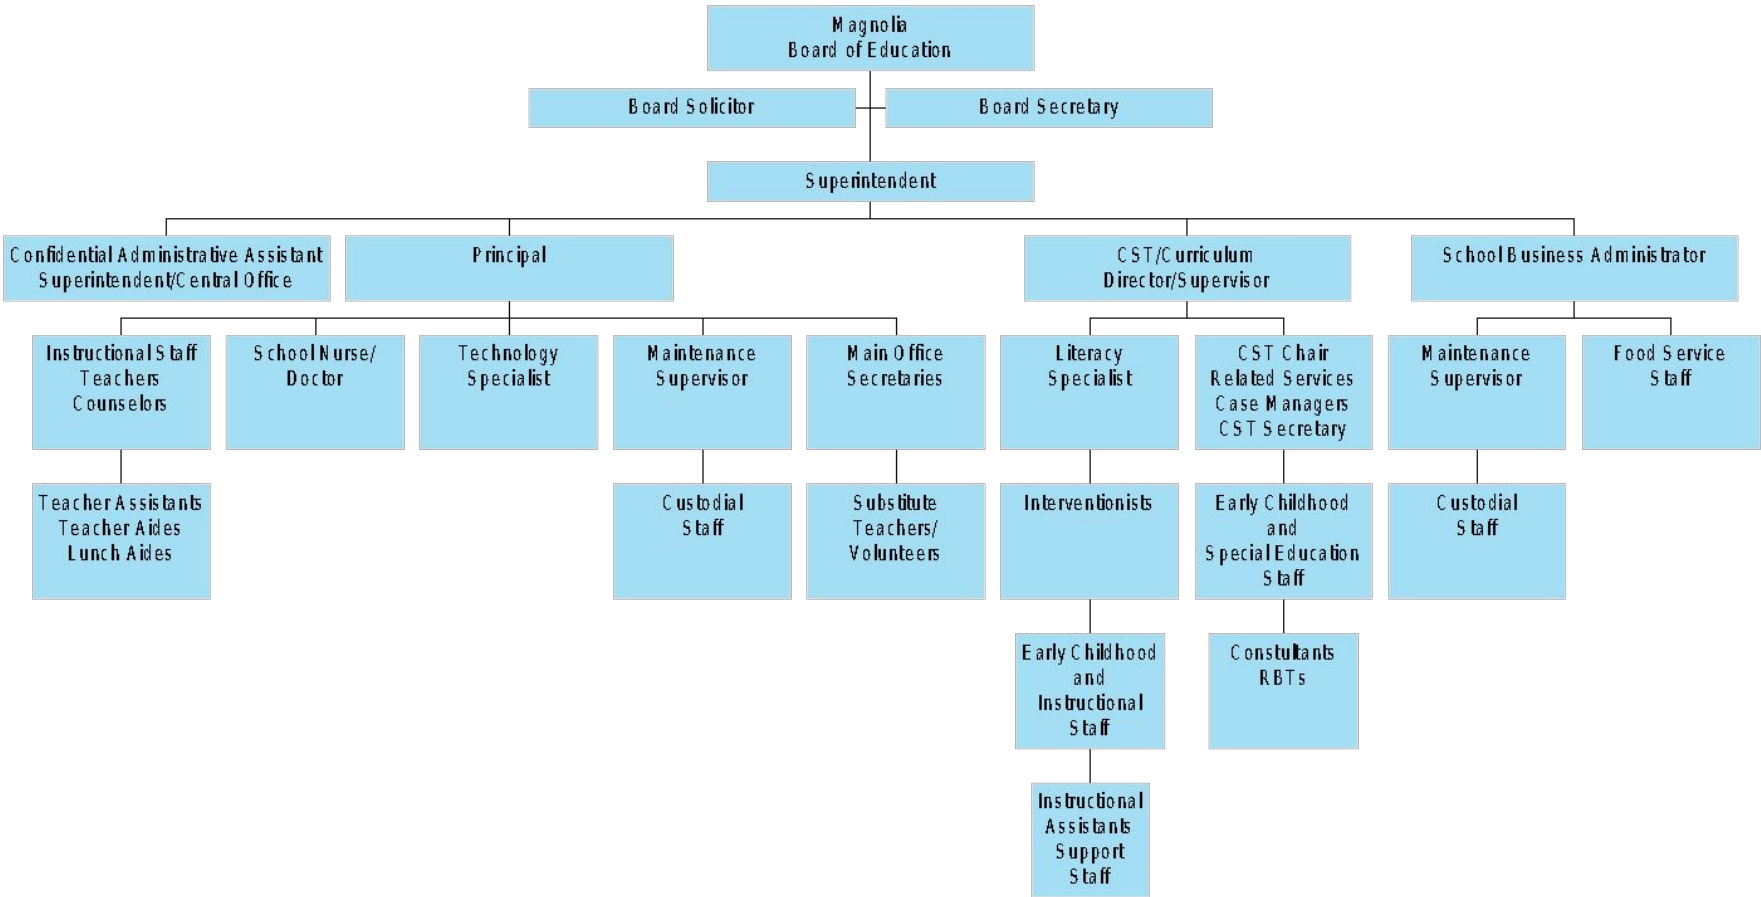 Magnolia
Board of Education
Board Solicitor
Board Secretary
Superintendent
Confidential Administrative Assistant
Superintendent/Central Office
Principal
CST/Curriculum
Director/Supervisor
School Business Administrator
Instructional Staff
Teachers
Counselors
School Nurse/
Doctor
Technology
Specialist
Maintenance
Supervisor
Main Office
Secretaries
Literacy
Specialist
CST Chair
Related Services
Case Managers
CST Secretary
Maintenance
Supervisor
Food Service
Staff
Teacher Assistants
Teacher Aides
Lunch Aides
Custodial
Staff
Substitute
Teachers/
Volunteers
Interventionists
Early Childhood
and
Special Education
Staff
Custodial
Staff
Early Childhood
and
Instructional
Staff
Constultants
RBTs
Instructional
Assistants
Support
Staff